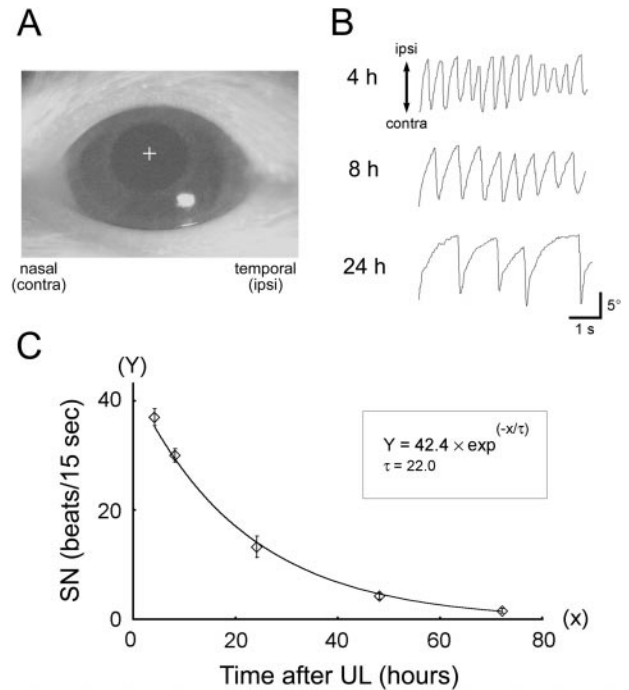 A
nasal
(contra)
temporal
(ipsi)
B
4 h
ipsi
contra
8 h
24 h
5°
1 s
C
(Y)
40
20
0
SN (beats/15 sec)
Y = 42.4 × exp(-x/τ)
τ = 22.0
0
20
40
60
80
(x)
Time after UL (hours)